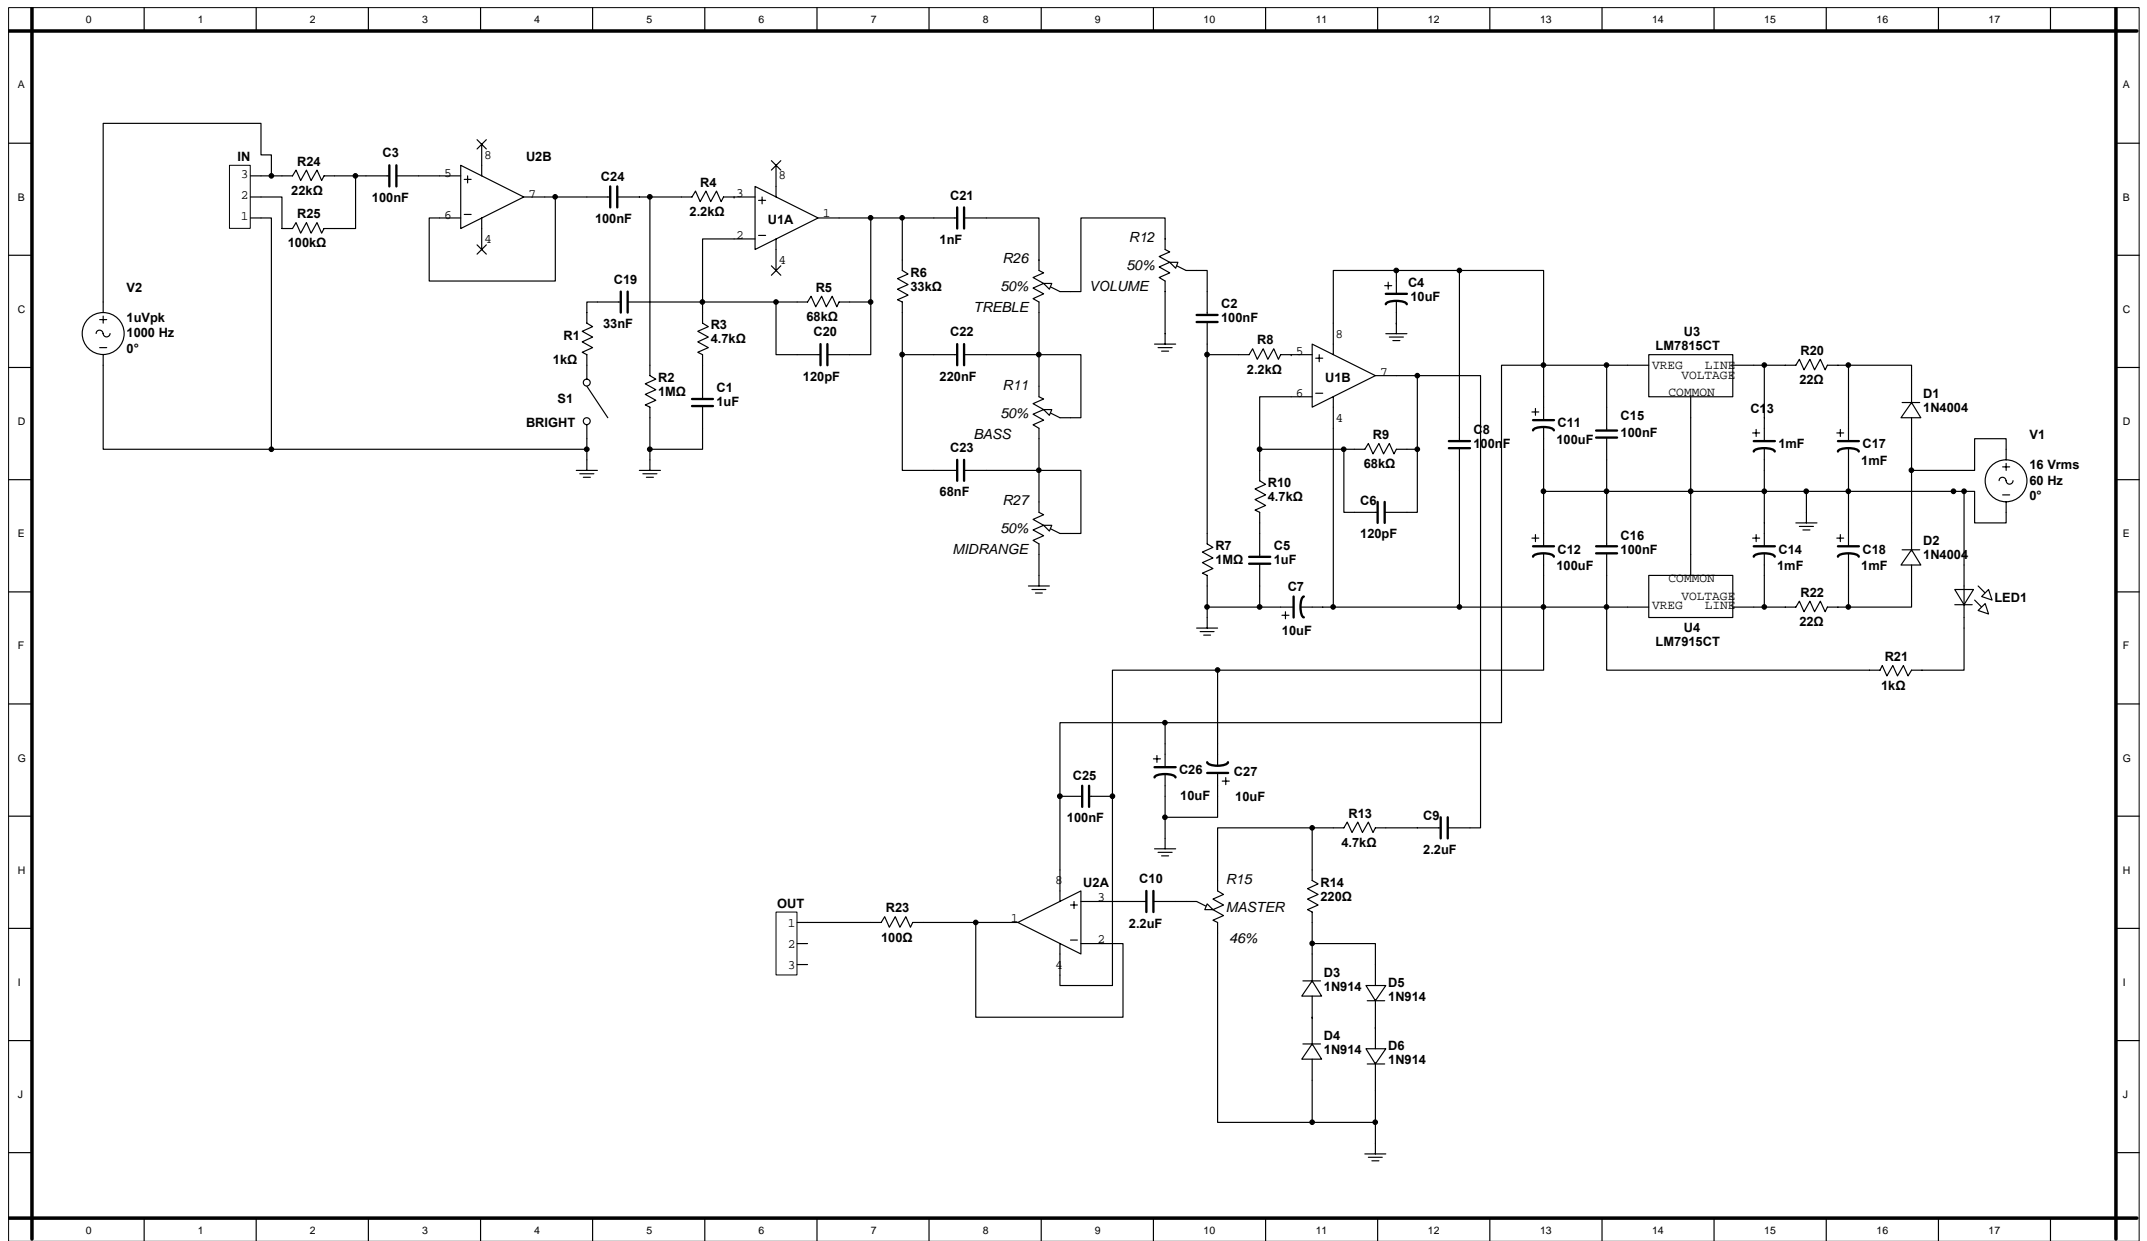 0 1 2 3 4 5 6 7 8 9 10 11 12 13 14 15 16 17
A A
B B
C C
D D
E E
F F
G G
H H
I I
J J
V2
1uVpk
1000 Hz
0°
IN
3
2
1
R24
22kΩ
R25
100kΩ
C3
100nF
U2B
8
5
6
7
4
C24
100nF
R4
2.2kΩ
U1A
8
3
2
1
4
C19
33nF
R1
1kΩ
S1
BRIGHT
R2
1MΩ
R3
4.7kΩ
C1
1uF
R5
68kΩ
C20
120pF
R6
33kΩ
C21
1nF
C22
220nF
C23
68nF
R26
50%
TREBLE
R11
50%
BASS
R27
50%
MIDRANGE
R12
50%
VOLUME
C2
100nF
R8
2.2kΩ
R7
1MΩ
U1B
8
5
6
7
4
C4
10uF
R9
68kΩ
C6
120pF
R10
4.7kΩ
C5
1uF
C7
10uF
C8
100nF
C11
100uF
C12
100uF
C15
100nF
C16
100nF
U3
LM7815CT
VREG LINE
VOLTAGE
COMMON
COMMON
VOLTAGE
VREG LINE
U4
LM7915CT
C13
1mF
C14
1mF
R20
22Ω
R22
22Ω
C17
1mF
C18
1mF
D1
1N4004
D2
1N4004
V1
16 Vrms
60 Hz
0°
LED1
R21
1kΩ
C26
10uF
C27
10uF
C25
100nF
R13
4.7kΩ
C9
2.2uF
R14
220Ω
R15
MASTER
46%
C10
2.2uF
U2A
8
3
2
1
4
R23
100Ω
OUT
1
2
3
D3
1N914
D4
1N914
D5
1N914
D6
1N914
0 1 2 3 4 5 6 7 8 9 10 11 12 13 14 15 16 17